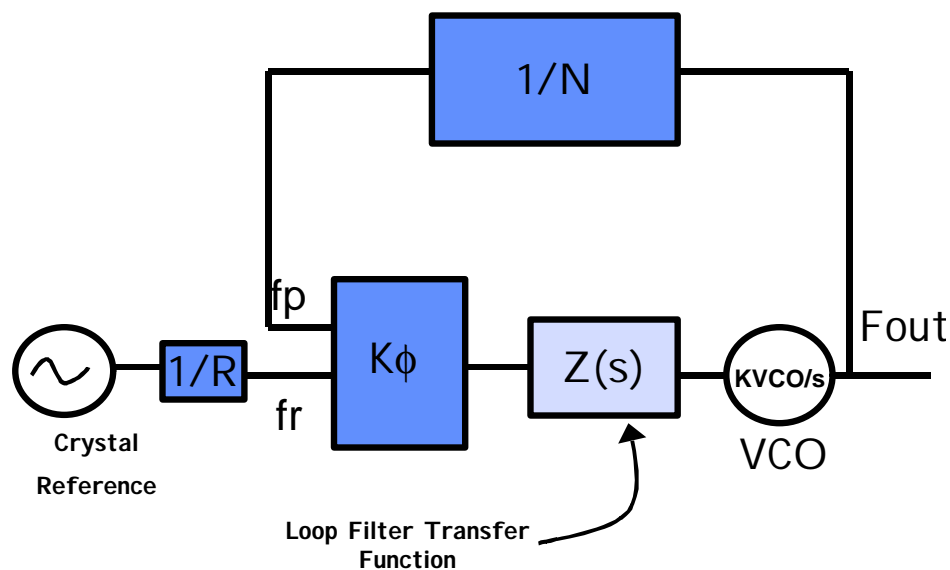 1/N
fp
Fout
1/R
Kϕ
Z(s)
KVCO/s
fr
VCO
Crystal
Reference
Loop Filter Transfer
Function